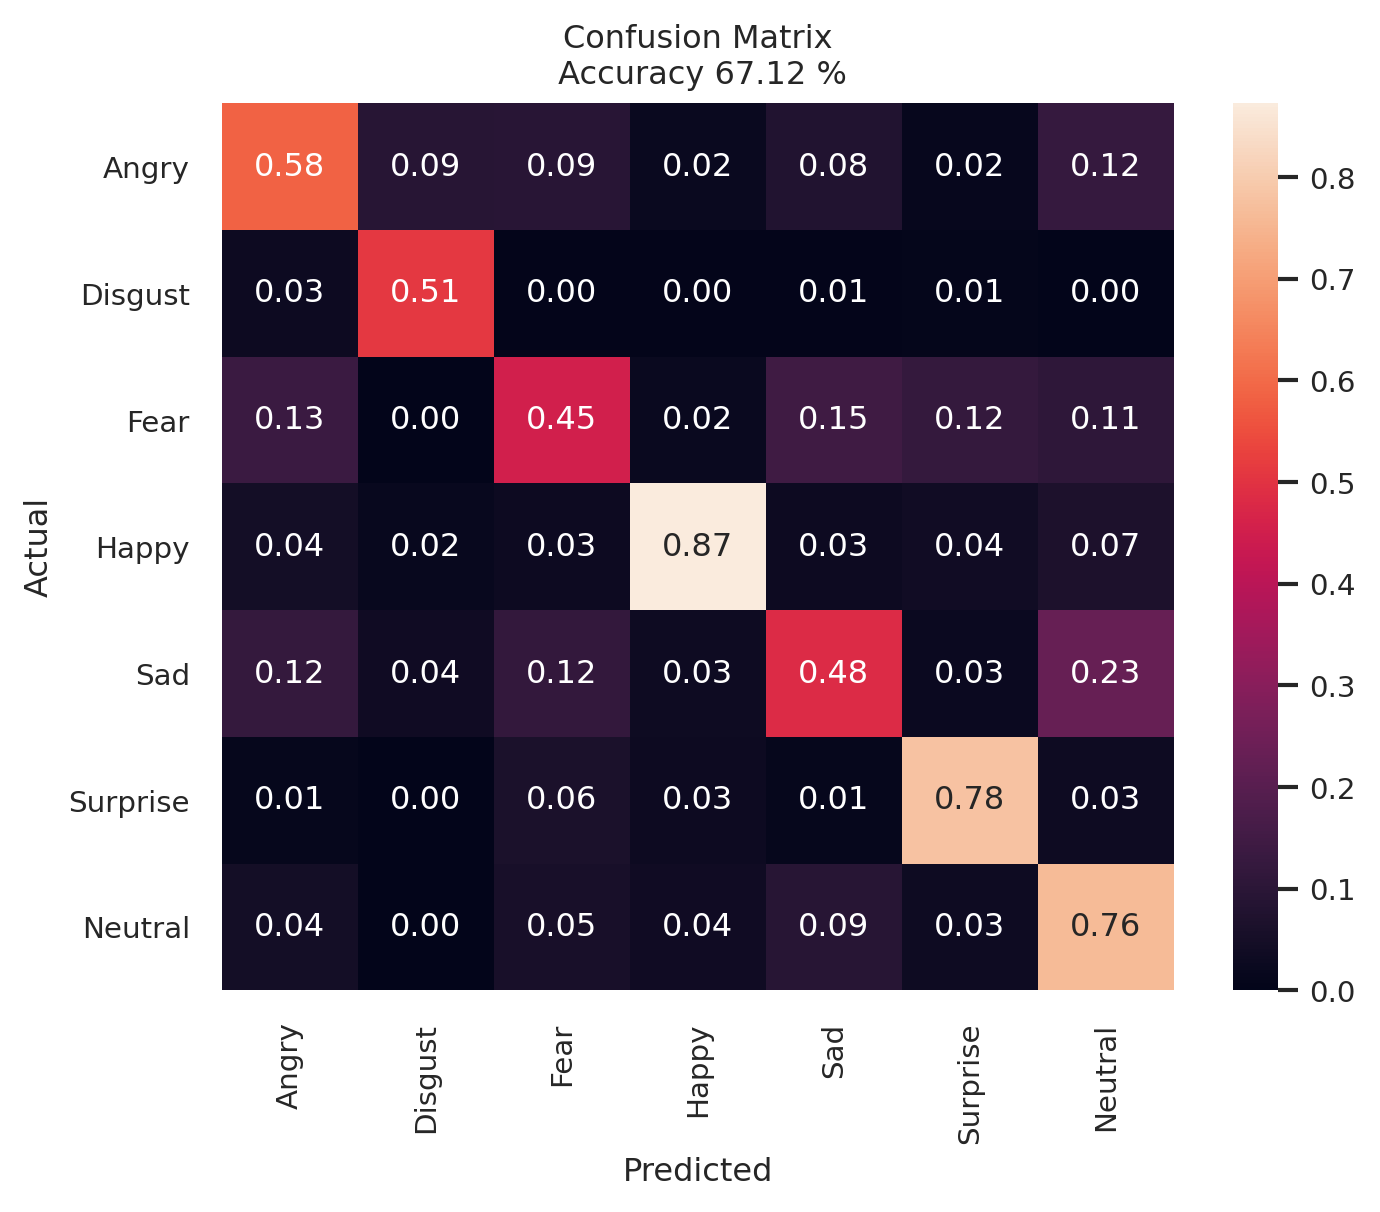 Confusion Matrix
Accuracy 67.12 %
Actual
Angry 0.58 0.09 0.09 0.02 0.08 0.02 0.12
Disgust 0.03 0.51 0.00 0.00 0.01 0.01 0.00
Fear 0.13 0.00 0.45 0.02 0.15 0.12 0.11
Happy 0.04 0.02 0.03 0.87 0.03 0.04 0.07
Sad 0.12 0.04 0.12 0.03 0.48 0.03 0.23
Surprise 0.01 0.00 0.06 0.03 0.01 0.78 0.03
Neutral 0.04 0.00 0.05 0.04 0.09 0.03 0.76
Angry Disgust Fear Happy Sad Surprise Neutral
Predicted
0.8
0.7
0.6
0.5
0.4
0.3
0.2
0.1
0.0